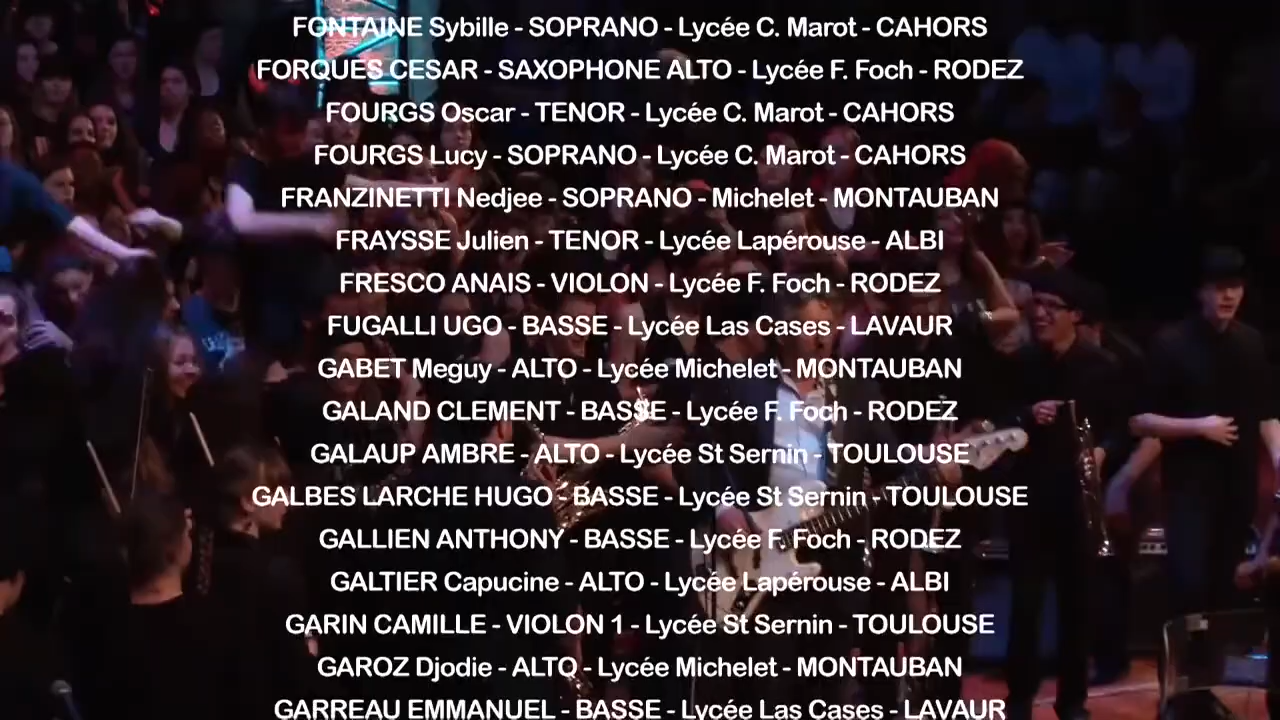 FONTAINE Sybille - SOPRANO - Lycée C. Marot - CAHORS
FORQUES CESAR - SAXOPHONE ALTO - Lycée F. Foch - RODEZ
FOURGS Oscar - TENOR - Lycée C. Marot - CAHORS
FOURGS Lucy - SOPRANO - Lycée C. Marot - CAHORS
FRANZINETTI Nedjee - SOPRANO - Michelet - MONTAUBAN
FRAYSSE Julien - TENOR - Lycée Lapérouse - ALBI
FRESCO ANAIS - VIOLON - Lycée F. Foch - RODEZ
FUGALLI UGO - BASSE - Lycée Las Cases - LAVAUR
GABET Meguy - ALTO - Lycée Michelet - MONTAUBAN
GALAND CLEMENT - BASSE - Lycée F. Foch - RODEZ
GALAUP AMBRE - ALTO - Lycée St Sernin - TOULOUSE
GALBES LARCHE HUGO - BASSE - Lycée St Sernin - TOULOUSE
GALLIEN ANTHONY - BASSE - Lycée F. Foch - RODEZ
GALTIER Capucine - ALTO - Lycée Lapérouse - ALBI
GARIN CAMILLE - VIOLON 1 - Lycée St Sernin - TOULOUSE
GAROZ Djodie - ALTO - Lycée Michelet - MONTAUBAN
GARREAU EMMANUEL - BASSE - Lycée Las Cases - LAVAUR